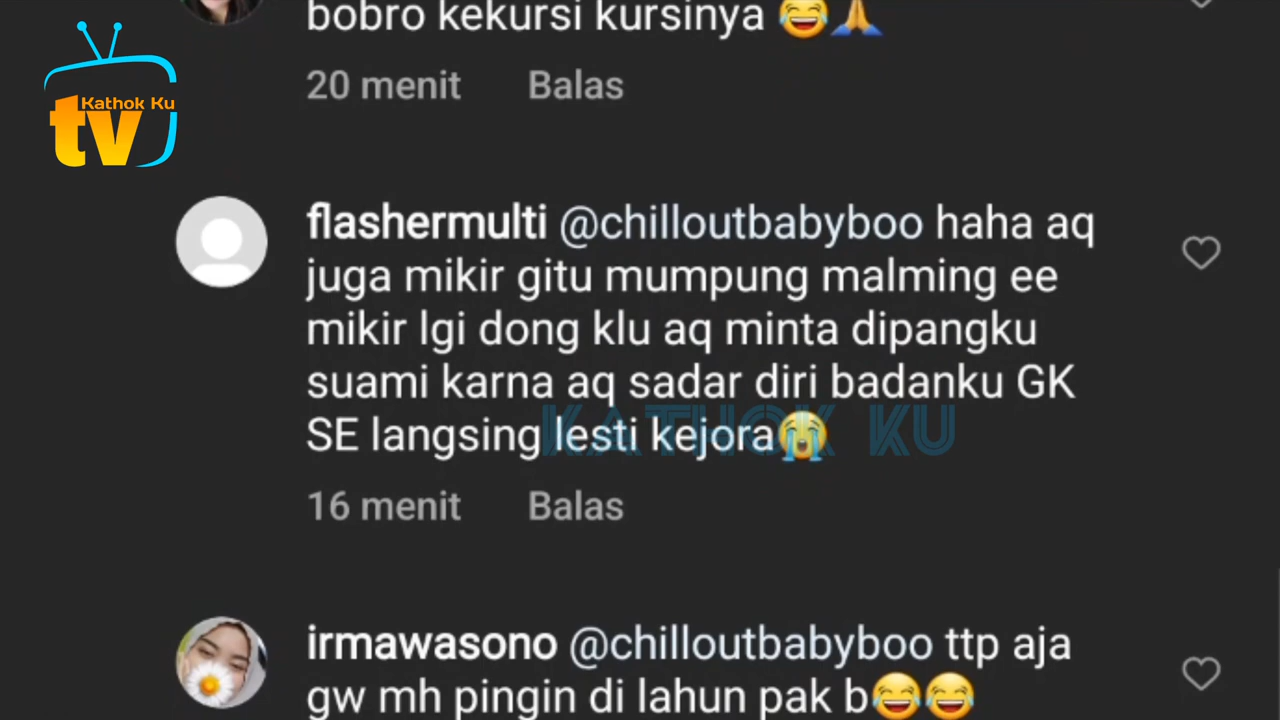 bobro kekursi kursinya 😂🙏
20 menit Balas
Kathok Ku
tv
flashermulti @chilloutbabyboo haha aq
juga mikir gitu mumpung malming ee
mikir lgi dong klu aq minta dipangku
suami karna aq sadar diri badanku GK
SE langsing lesti kejora😭
KATHOK KU
16 menit Balas
irmawasono @chilloutbabyboo ttp aja
gw mh pingin di lahun pak b😂😂